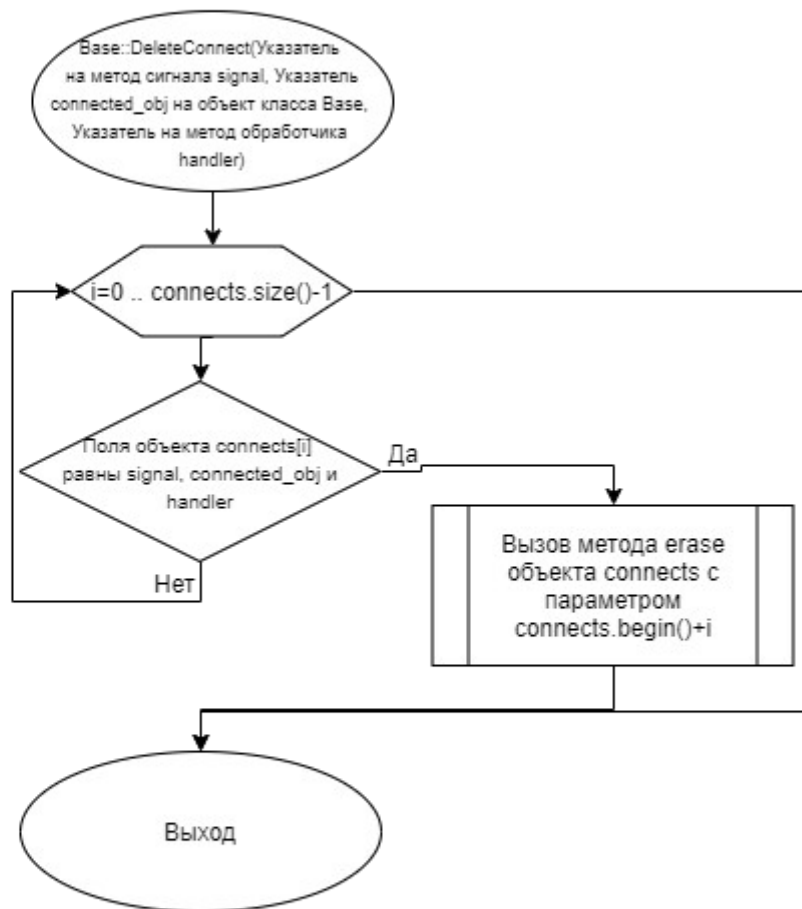 Base::DeleteConnect(Указатель
на метод сигнала signal, Указатель
connected_obj на объект класса Base,
Указатель на метод обработчика
handler)
i=0 .. connects.size()-1
Поля объекта connects[i]
равны signal, connected_obj и
handler
Да
Нет
Вызов метода erase
объекта connects с
параметром
connects.begin()+i
Выход